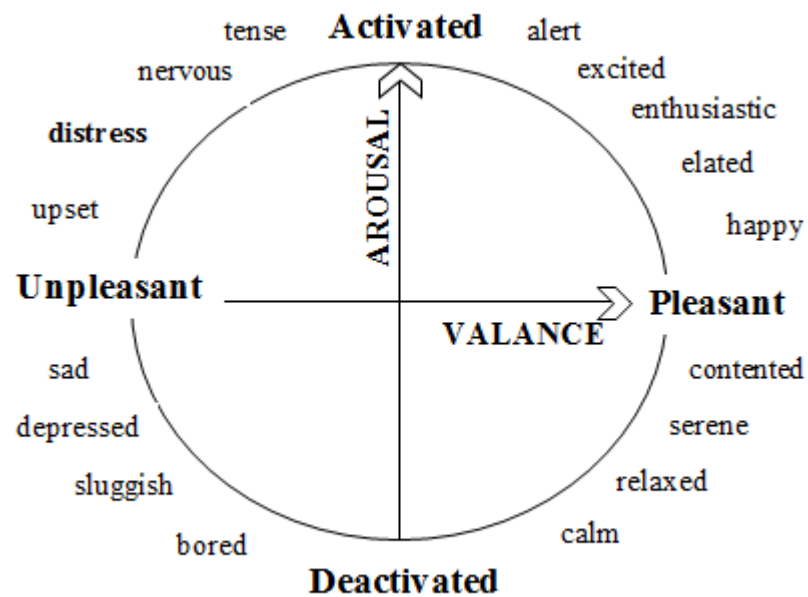 tense Activated alert
nervous excited
enthusiastic
distress
elated
AROUSAL
upset
happy
Unpleasant Pleasant
VALANCE
sad contented
depressed serene
sluggish relaxed
bored calm
Deactivated